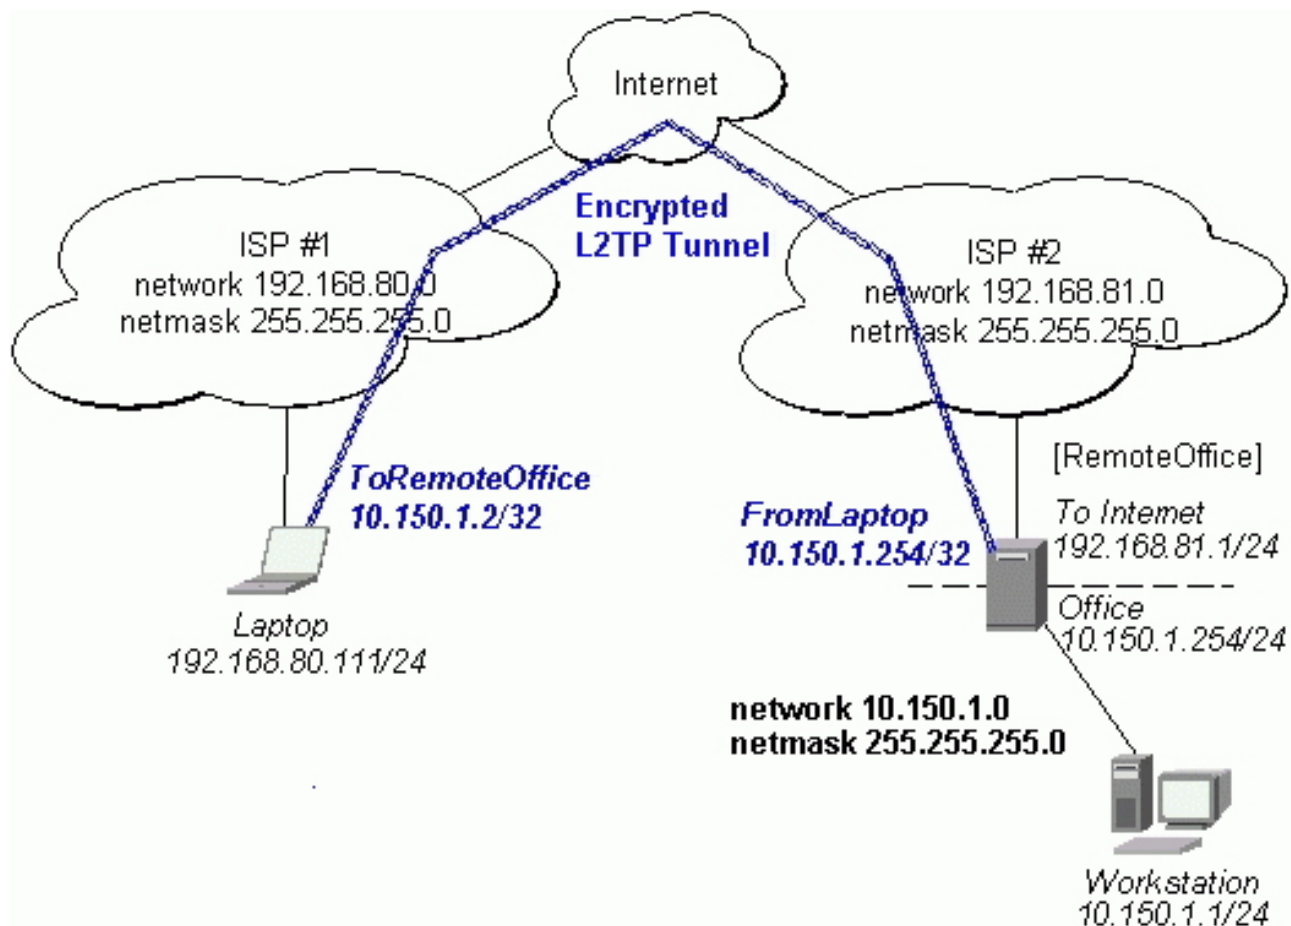 Internet
Encrypted
L2TP Tunnel
ISP #1
network 192.168.80.0
netmask 255.255.255.0
ISP #2
network 192.168.81.0
netmask 255.255.255.0
ToRemoteOffice
10.150.1.2/32
Laptop
192.168.80.111/24
[RemoteOffice]
To Internet
192.168.81.1/24
FromLaptop
10.150.1.254/32
Office
10.150.1.254/24
network 10.150.1.0
netmask 255.255.255.0
Workstation
10.150.1.1/24